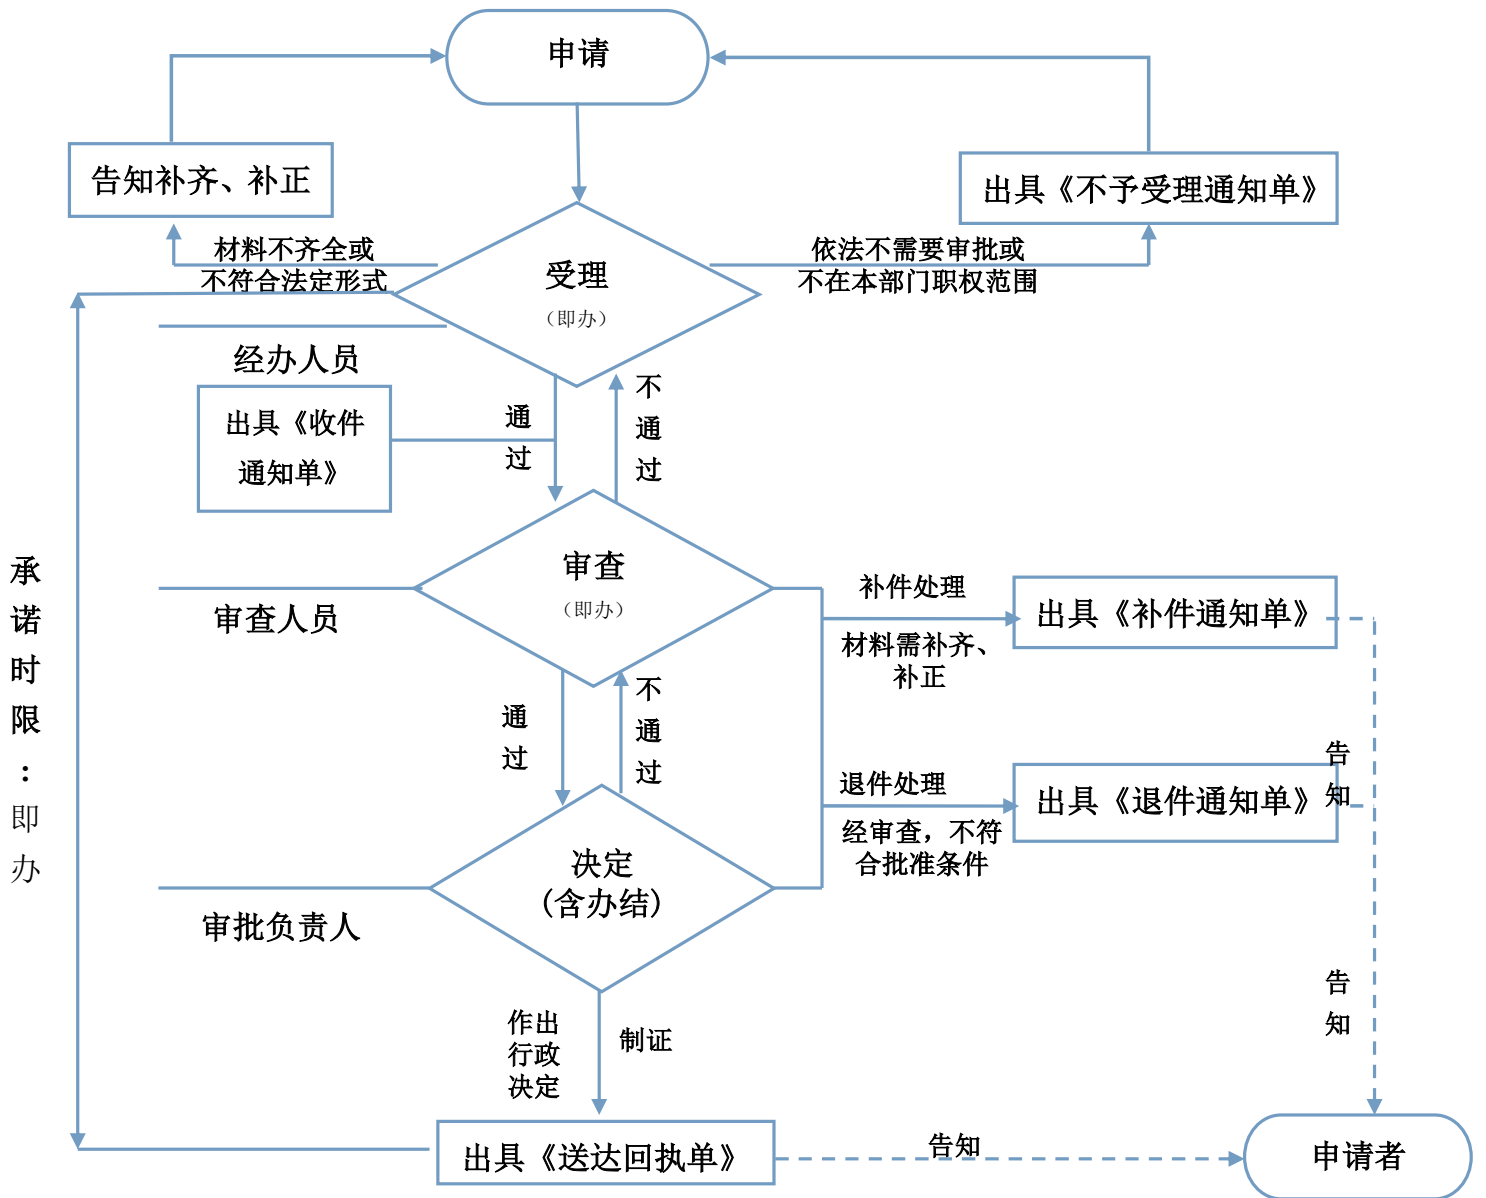 申请
告知补齐、补正
出具《不予受理通知单》
材料不齐全或
不符合法定形式
依法不需要审批或
不在本部门职权范围
受理
（即办）
经办人员
出具《收件
通知单》
通
过
不
通
过
审查
（即办）
审查人员
补件处理
材料需补齐、
补正
出具《补件通知单》
通
过
不
通
过
退件处理
经审查，不符
合批准条件
出具《退件通知单》
告
知
决定
(含办结)
审批负责人
承
诺
时
限
：
即
办
告
知
作出
行政
决定
制证
出具《送达回执单》
告知
申请者